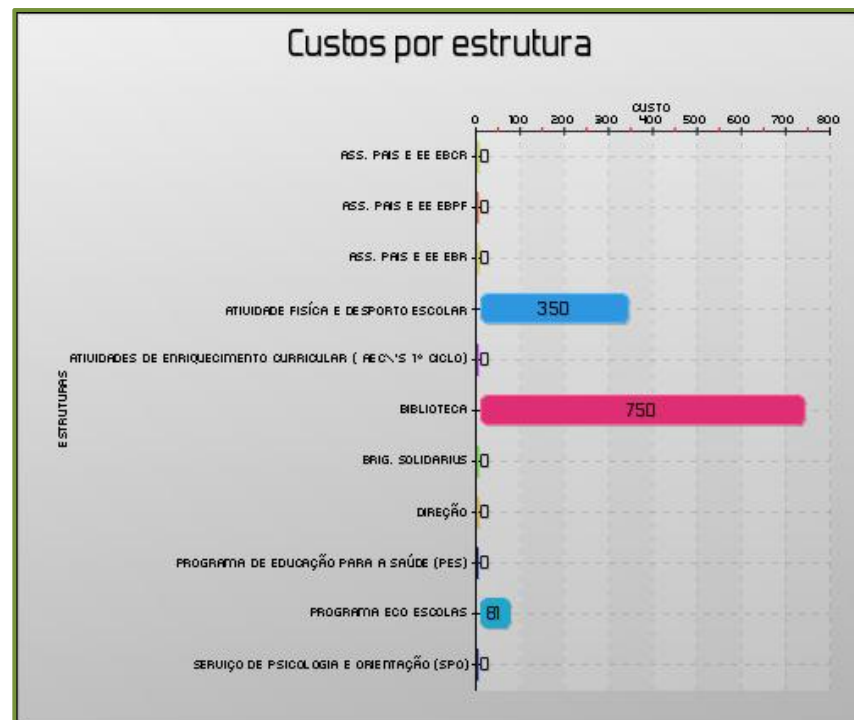 Custos por estrutura
CUSTO
0 100 200 300 400 500 600 700 800
ESTRUTURAS
ASS. PAIS E EE EBCR 0
ASS. PAIS E EE EBPF 0
ASS. PAIS E EE EBR 0
ATIVIDADE FISÍCA E DESPORTO ESCOLAR 350
ATIVIDADES DE ENRIQUECIMENTO CURRICULAR ( AEC\'S 1º CICLO) 0
BIBLIOTECA 750
BRIG. SOLIDARIUS 0
DIREÇÃO 0
PROGRAMA DE EDUCAÇÃO PARA A SAÚDE (PES) 0
PROGRAMA ECO ESCOLAS 81
SERVIÇO DE PSICOLOGIA E ORIENTAÇÃO (SPO) 0